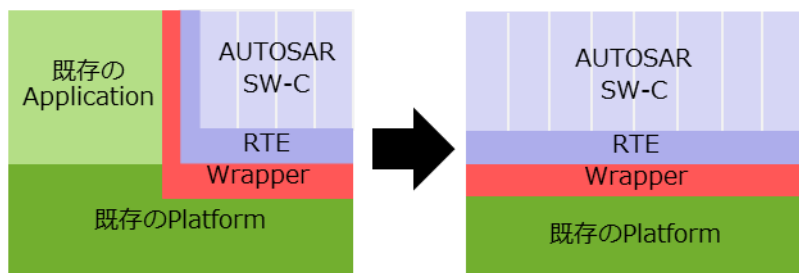 既存の
Application
AUTOSAR
SW-C
RTE
Wrapper
既存のPlatform
AUTOSAR
SW-C
RTE
Wrapper
既存のPlatform